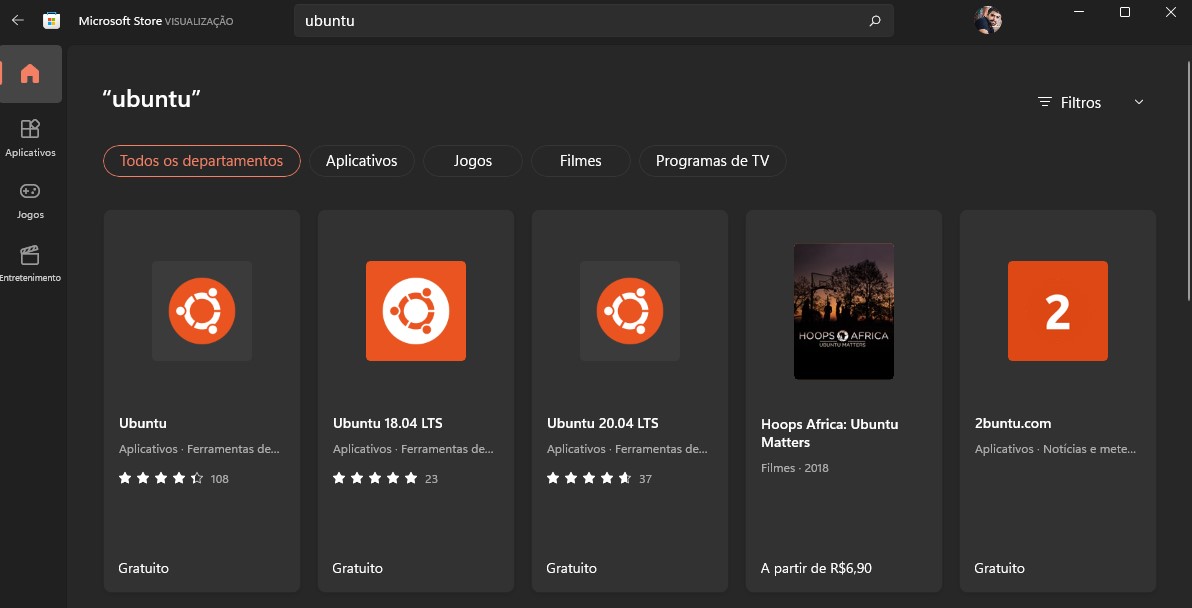 Microsoft Store VISUALIZAÇÃO
ubuntu
Aplicativos
Jogos
Entretenimento
“ubuntu”
Filtros
Todos os departamentos
Aplicativos
Jogos
Filmes
Programas de TV
Ubuntu
Aplicativos · Ferramentas de...
108
Gratuito
Ubuntu 18.04 LTS
Aplicativos · Ferramentas de...
23
Gratuito
Ubuntu 20.04 LTS
Aplicativos · Ferramentas de...
37
Gratuito
HOOPS AFRICA
UBUNTU MATTERS
Hoops Africa: Ubuntu
Matters
Filmes · 2018
A partir de R$6,90
2
2buntu.com
Aplicativos · Notícias e mete...
Gratuito